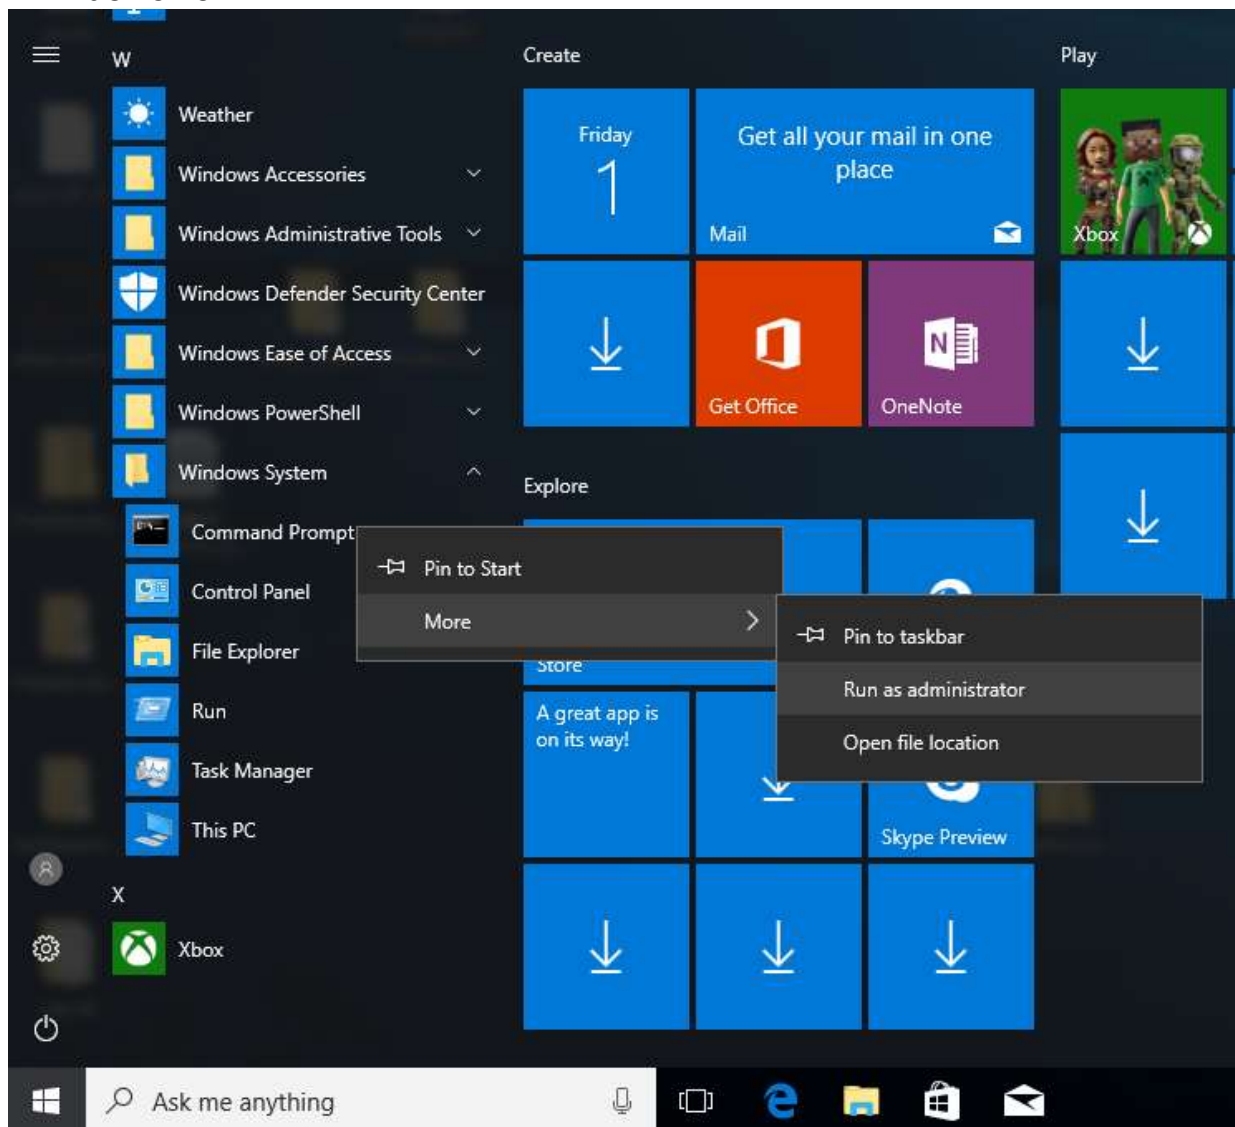 W
Weather
Windows Accessories
Windows Administrative Tools
Windows Defender Security Center
Windows Ease of Access
Windows PowerShell
Windows System
Command Prompt
Control Panel
File Explorer
Run
Task Manager
This PC
X
Xbox
Create
Friday
1
Get all your mail in one
place
Mail
Get Office
N
OneNote
Explore
Store
A great app is
on its way!
Skype Preview
Play
Xbox
Pin to Start
More
Pin to taskbar
Run as administrator
Open file location
Ask me anything